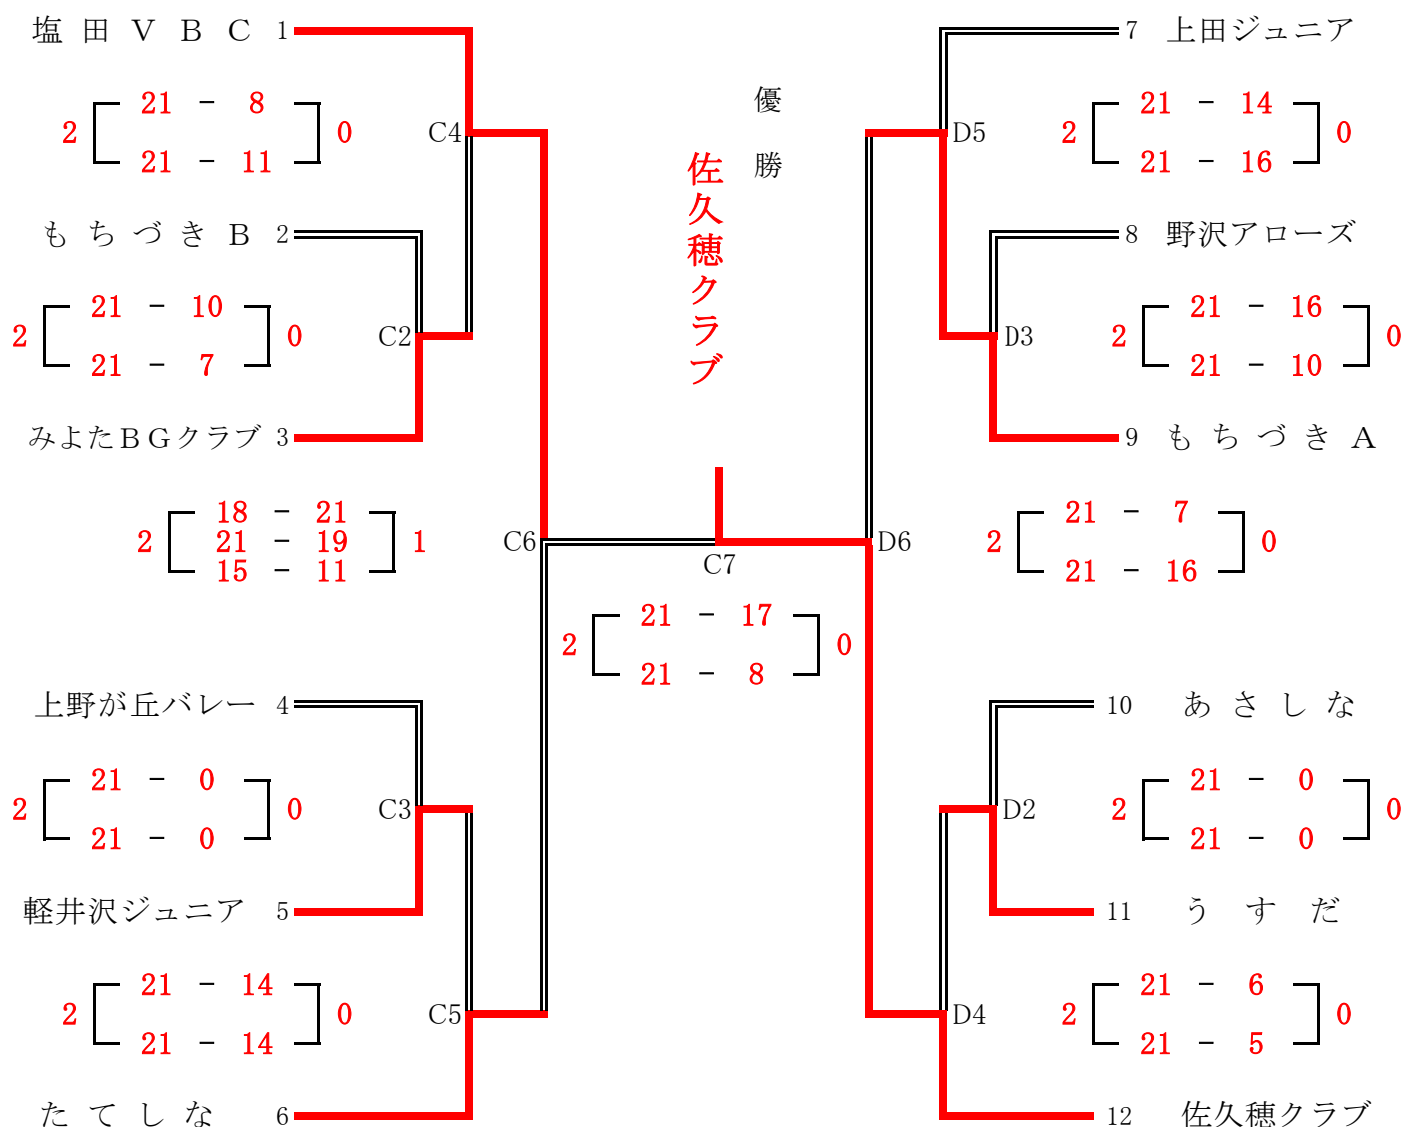 塩田ＶＢＣ 1
7 上田ジュニア
優勝
佐久穂クラブ
21 - 8
2 0
21 - 11
C4
D5
21 - 14
2 0
21 - 16
もちづきＢ 2
8 野沢アローズ
21 - 10
2 0
21 - 7
C2
D3
21 - 16
2 0
21 - 10
みよたＢＧクラブ 3
9 もちづきＡ
18 - 21
2 21 - 19 1
15 - 11
C6
C7
D6
21 - 7
2 0
21 - 16
21 - 17
2 0
21 - 8
上野が丘バレー 4
10 あさしな
21 - 0
2 0
21 - 0
C3
D2
21 - 0
2 0
21 - 0
軽井沢ジュニア 5
11 うすだ
21 - 14
2 0
21 - 14
C5
D4
21 - 6
2 0
21 - 5
たてしな 6
12 佐久穂クラブ